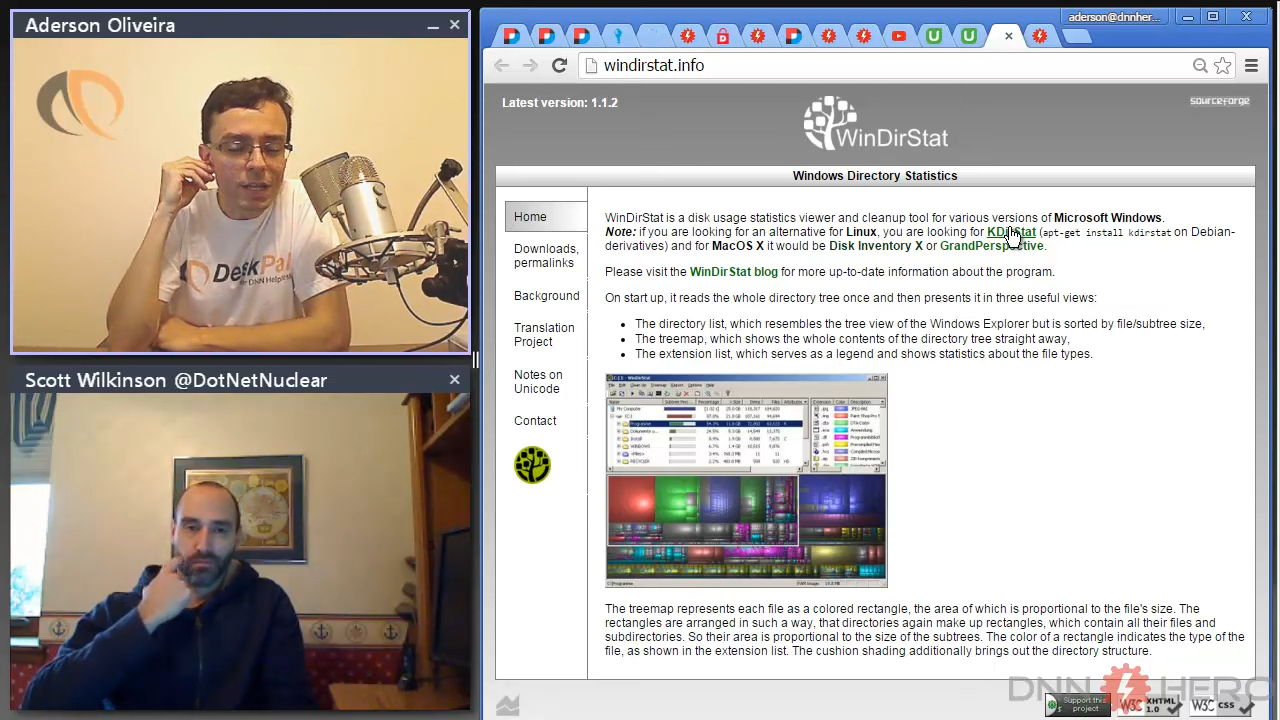 Aderson Oliveira
DeskPal
for DNN Helpdesk
Scott Wilkinson @DotNetNuclear
aderson@dnnher...
windirstat.info
Latest version: 1.1.2
WinDirStat
sourceforge
Windows Directory Statistics
Home
Downloads,
permalinks
Background
Translation
Project
Notes on
Unicode
Contact
WinDirStat is a disk usage statistics viewer and cleanup tool for various versions of Microsoft Windows.
Note: if you are looking for an alternative for Linux, you are looking for KDirStat (apt-get install kdirstat on Debian-
derivatives) and for MacOS X it would be Disk Inventory X or GrandPerspective.
Please visit the WinDirStat blog for more up-to-date information about the program.
On start up, it reads the whole directory tree once and then presents it in three useful views:
The directory list, which resembles the tree view of the Windows Explorer but is sorted by file/subtree size,
The treemap, which shows the whole contents of the directory tree straight away,
The extension list, which serves as a legend and shows statistics about the file types.
The treemap represents each file as a colored rectangle, the area of which is proportional to the file's size. The
rectangles are arranged in such a way, that directories again make up rectangles, which contain all their files and
subdirectories. So their area is proportional to the size of the subtrees. The color of a rectangle indicates the type of the
file, as shown in the extension list. The cushion shading additionally brings out the directory structure.
DNN HERO
Support this
project
W3C XHTML 1.0
W3C css